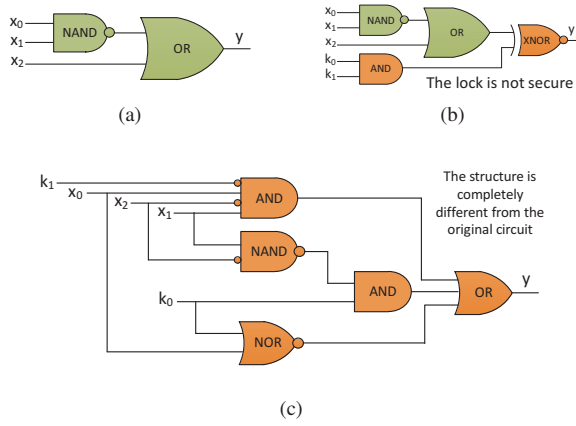 x0
x1
x2
NAND
OR
y
(a)
x0
x1
x2
k0
k1
NAND
OR
AND
XNOR
y
The lock is not secure
(b)
k1
x0
x2
x1
k0
AND
NAND
NOR
AND
OR
y
The structure is
completely
different from the
original circuit
(c)